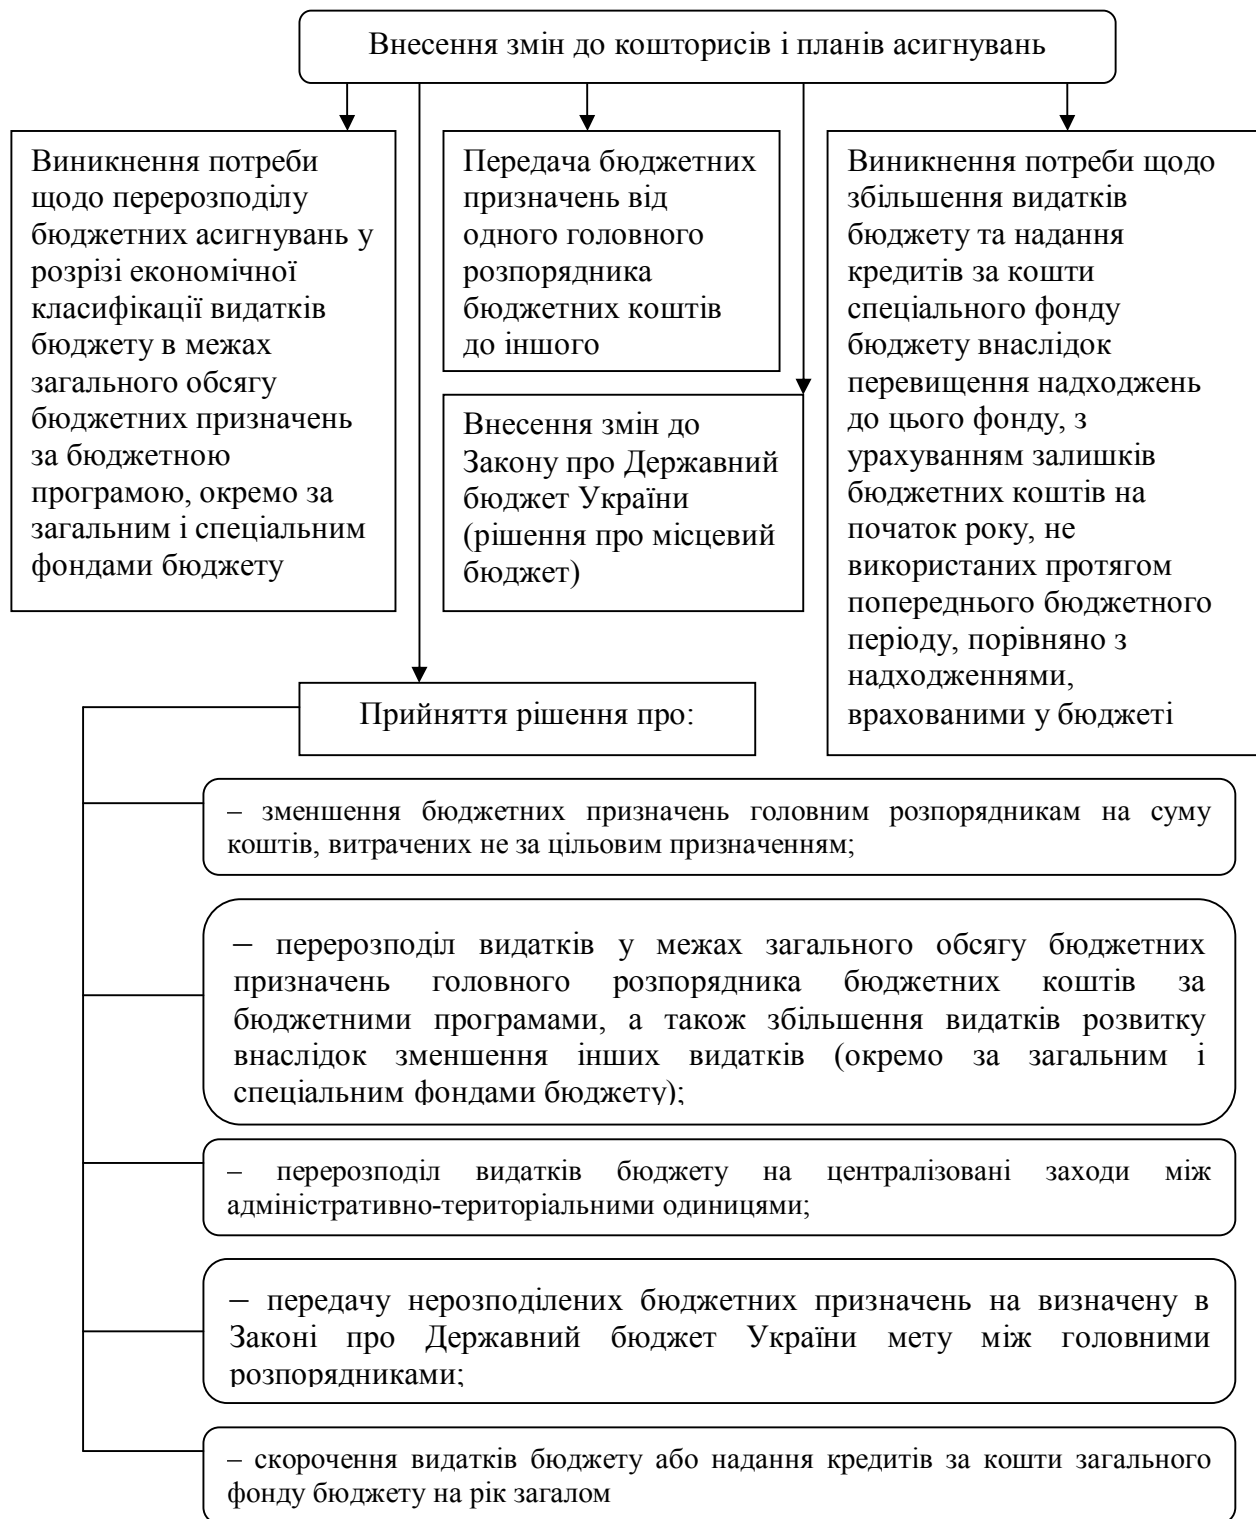 Внесення змін до кошторисів і планів асигнувань
Виникнення потреби
щодо перерозподілу
бюджетних асигнувань у
розрізі економічної
класифікації видатків
бюджету в межах
загального обсягу
бюджетних призначень
за бюджетною
програмою, окремо за
загальним і спеціальним
фондами бюджету
Передача бюджетних
призначень від
одного головного
розпорядника
бюджетних коштів
до іншого
Внесення змін до
Закону про Державний
бюджет України
(рішення про місцевий
бюджет)
Виникнення потреби щодо
збільшення видатків
бюджету та надання
кредитів за кошти
спеціального фонду
бюджету внаслідок
перевищення надходжень
до цього фонду, з
урахуванням залишків
бюджетних коштів на
початок року, не
використаних протягом
попереднього бюджетного
періоду, порівняно з
надходженнями,
врахованими у бюджеті
Прийняття рішення про:
– зменшення бюджетних призначень головним розпорядникам на суму
коштів, витрачених не за цільовим призначенням;
– перерозподіл видатків у межах загального обсягу бюджетних
призначень головного розпорядника бюджетних коштів за
бюджетними програмами, а також збільшення видатків розвитку
внаслідок зменшення інших видатків (окремо за загальним і
спеціальним фондами бюджету);
– перерозподіл видатків бюджету на централізовані заходи між
адміністративно-територіальними одиницями;
– передачу нерозподілених бюджетних призначень на визначену в
Законі про Державний бюджет України мету між головними
розпорядниками;
– скорочення видатків бюджету або надання кредитів за кошти загального
фонду бюджету на рік загалом